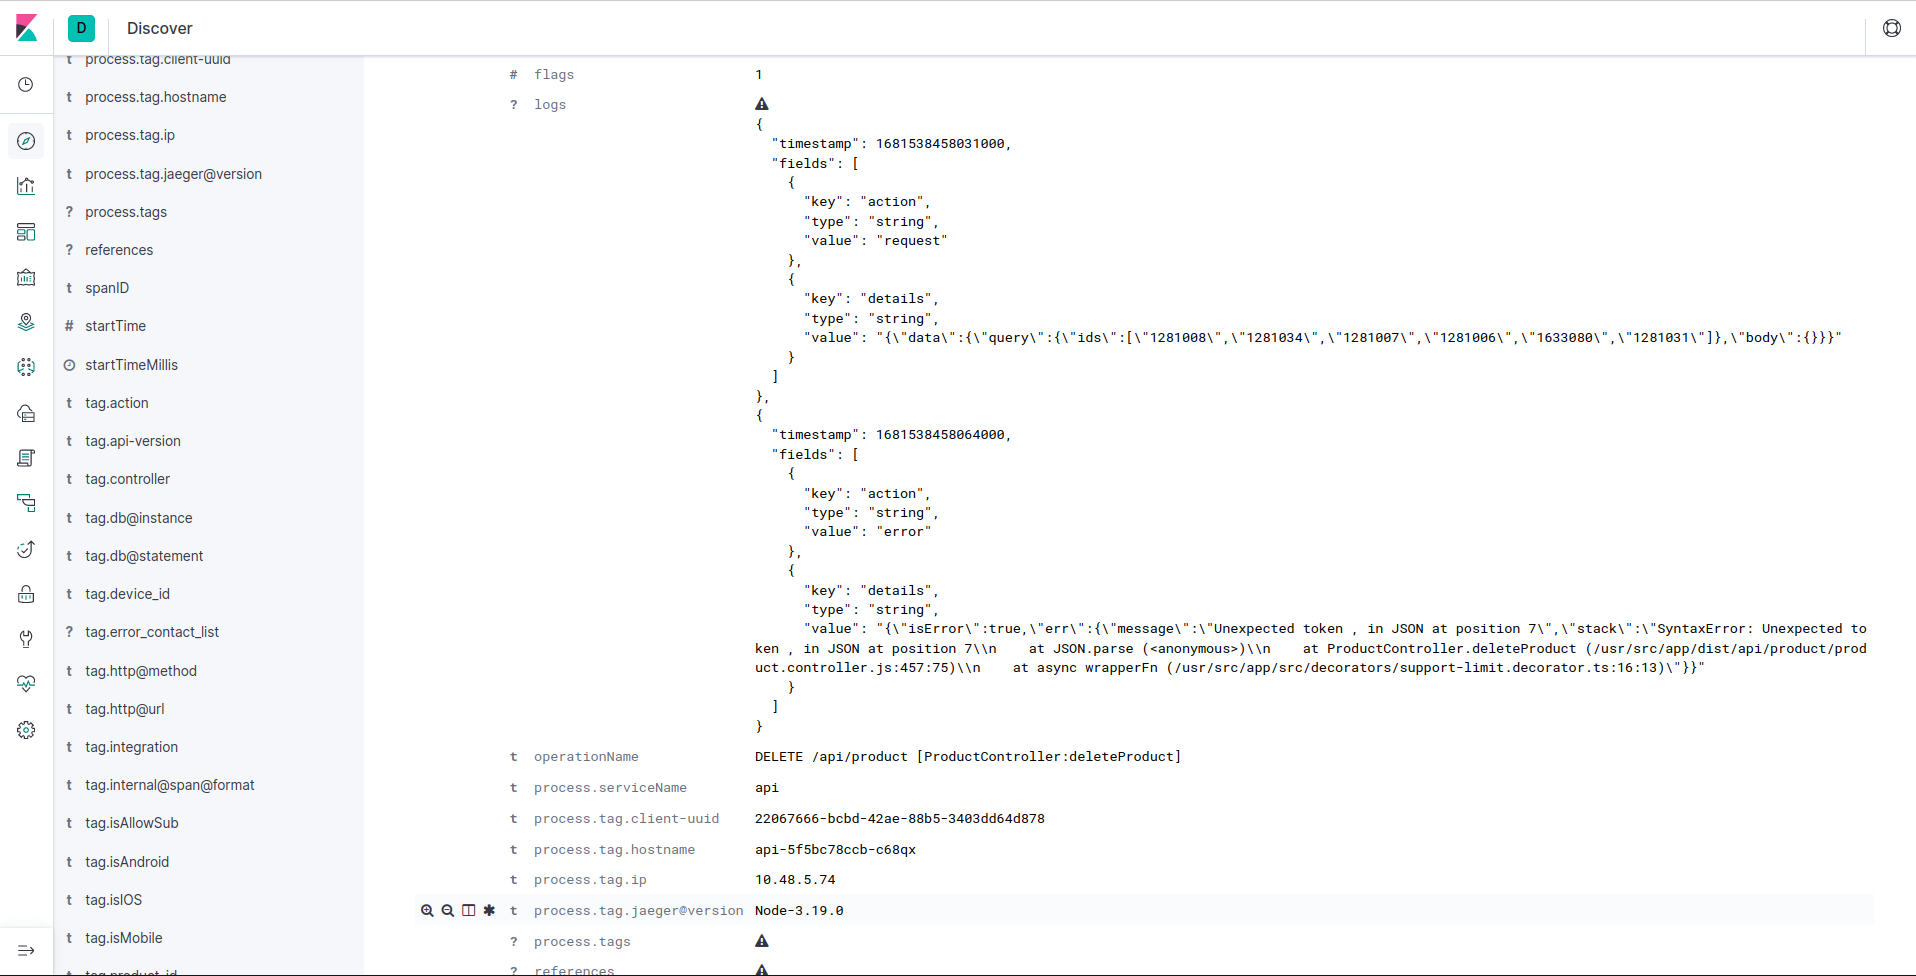 D Discover
process.tag.client-uuid
t process.tag.hostname
t process.tag.ip
t process.tag.jaeger@version
? process.tags
? references
t spanID
# startTime
startTimeMillis
t tag.action
t tag.api-version
t tag.controller
t tag.db@instance
t tag.db@statement
t tag.device_id
? tag.error_contact_list
t tag.http@method
t tag.http@url
t tag.integration
t tag.internal@span@format
t tag.isAllowSub
t tag.isAndroid
t tag.isIOS
t tag.isMobile
t tag.product_id
# flags 1
? logs
{
"timestamp": 1681538458031000,
"fields": [
{
"key": "action",
"type": "string",
"value": "request"
},
{
"key": "details",
"type": "string",
"value": "{\"data\":{\"query\":{\"ids\":[\"1281008\",\"1281034\",\"1281007\",\"1281006\",\"1633080\",\"1281031\"]},\"body\":{}}}"
}
]
},
{
"timestamp": 1681538458064000,
"fields": [
{
"key": "action",
"type": "string",
"value": "error"
},
{
"key": "details",
"type": "string",
"value": "{\"isError\":true,\"err\":{\"message\":\"Unexpected token , in JSON at position 7\",\"stack\":\"SyntaxError: Unexpected to
ken , in JSON at position 7\\n    at JSON.parse (<anonymous>)\\n    at ProductController.deleteProduct (/usr/src/app/dist/api/product/prod
uct.controller.js:457:75)\\n    at async wrapperFn (/usr/src/app/src/decorators/support-limit.decorator.ts:16:13)\"}}"
}
]
}
t operationName DELETE /api/product [ProductController:deleteProduct]
t process.serviceName api
t process.tag.client-uuid 22067666-bcbd-42ae-88b5-3403dd64d878
t process.tag.hostname api-5f5bc78ccb-c68qx
t process.tag.ip 10.48.5.74
t process.tag.jaeger@version Node-3.19.0
? process.tags
? references